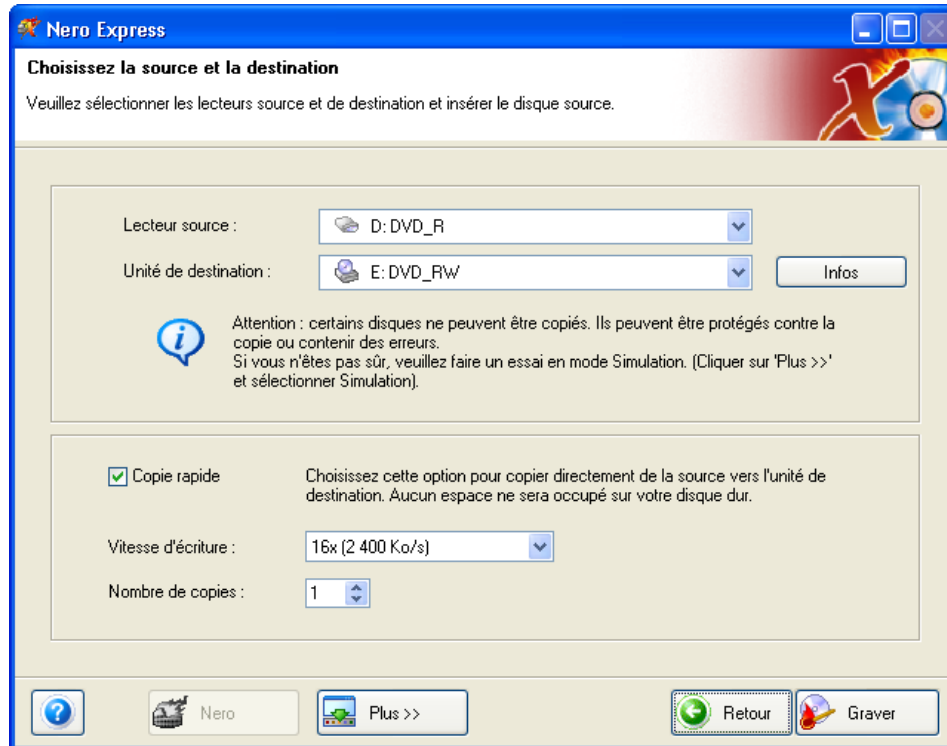 Nero Express
Choisissez la source et la destination
Veuillez sélectionner les lecteurs source et de destination et insérer le disque source.
Lecteur source :
D: DVD_R
Unité de destination :
E: DVD_RW
Infos
Attention : certains disques ne peuvent être copiés. Ils peuvent être protégés contre la
copie ou contenir des erreurs.
Si vous n'êtes pas sûr, veuillez faire un essai en mode Simulation. (Cliquer sur 'Plus >>'
et sélectionner Simulation).
Copie rapide
Choisissez cette option pour copier directement de la source vers l'unité de
destination. Aucun espace ne sera occupé sur votre disque dur.
Vitesse d'écriture :
16x (2 400 Ko/s)
Nombre de copies :
1
Nero
Plus >>
Retour
Graver